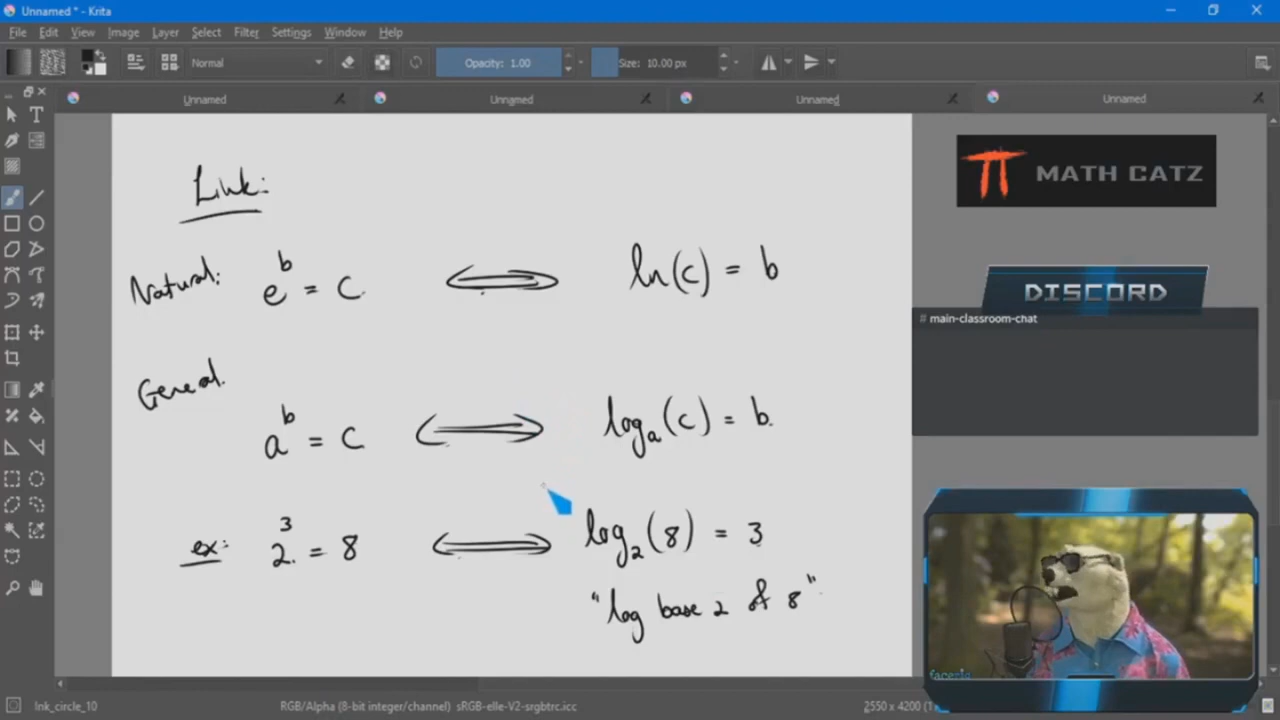 Unnamed * - Krita
File Edit View Image Layer Select Filter Settings Window Help
Normal Opacity: 1.00 Size: 10.00 px
Unnamed Unnamed Unnamed Unnamed
MATH CATZ
Link:
Natural: e^b = c ⟺ ln(c) = b
DISCORD
# main-classroom-chat
General.
a^b = c ⟺ log_a(c) = b.
ex: 2^3 = 8 ⟺ log_2(8) = 3
"log base 2 of 8"
facerig
Ink_circle_10 RGB/Alpha (8-bit integer/channel) sRGB-elle-V2-srgbtrc.icc 2550 x 4200 (1